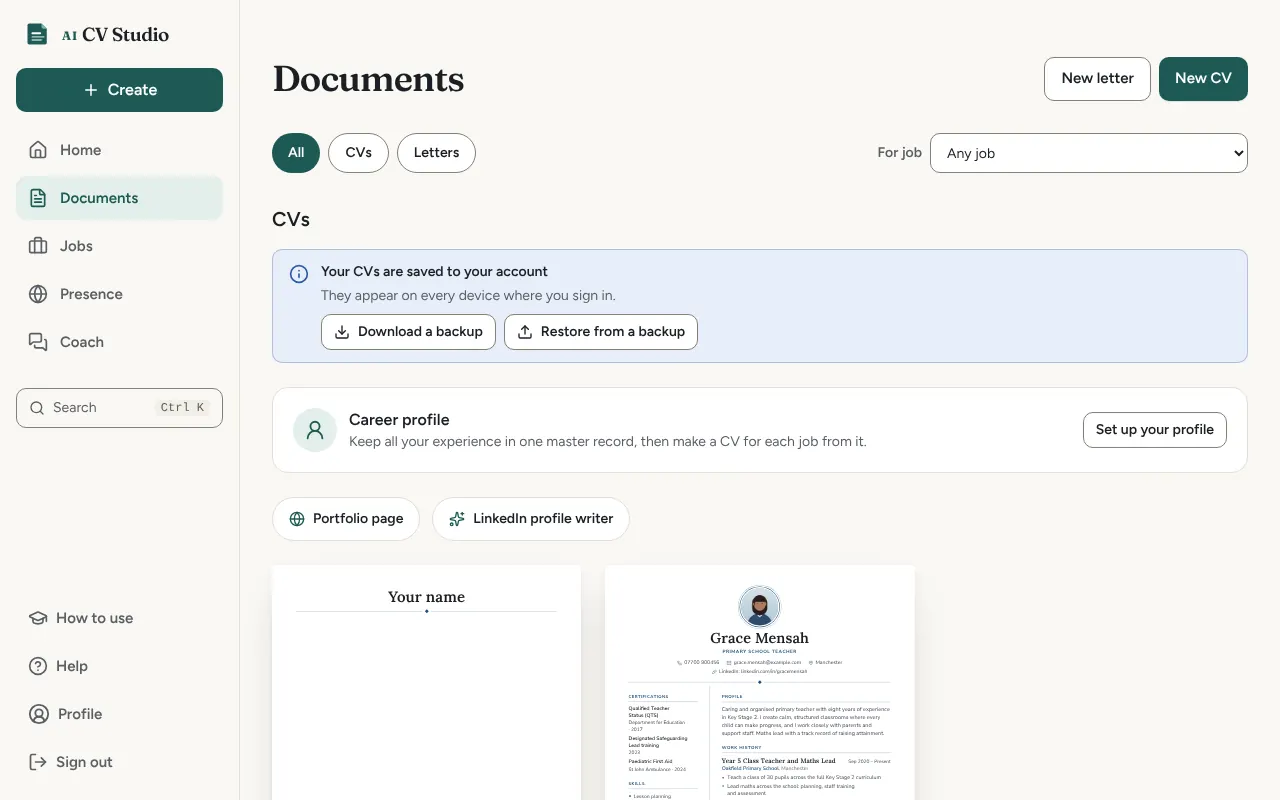 AI CV Studio
+ Create
Home
Documents
Jobs
Presence
Coach
Search Ctrl K
How to use
Help
Profile
Sign out
Documents
New letter
New CV
All
CVs
Letters
For job
Any job
CVs
Your CVs are saved to your account
They appear on every device where you sign in.
Download a backup
Restore from a backup
Career profile
Keep all your experience in one master record, then make a CV for each job from it.
Set up your profile
Portfolio page
LinkedIn profile writer
Your name
Grace Mensah
PRIMARY SCHOOL TEACHER
07700 900456 grace.mensah@example.com Manchester
LinkedIn: linkedin.com/in/gracemensah
CERTIFICATIONS
Qualified Teacher
Status (QTS)
Department for Education
· 2017
Designated Safeguarding
Lead training
2023
Paediatric First Aid
St John Ambulance · 2024
SKILLS
• Lesson planning
PROFILE
Caring and organised primary teacher with eight years of experience
in Key Stage 2. I create calm, structured classrooms where every
child can make progress, and I work closely with parents and
support staff. Maths lead with a track record of raising attainment.
WORK HISTORY
Year 5 Class Teacher and Maths Lead Sep 2020 – Present
Oakfield Primary School, Manchester
• Teach a class of 30 pupils across the full Key Stage 2 curriculum
• Lead maths across the school: planning, staff training
and assessment